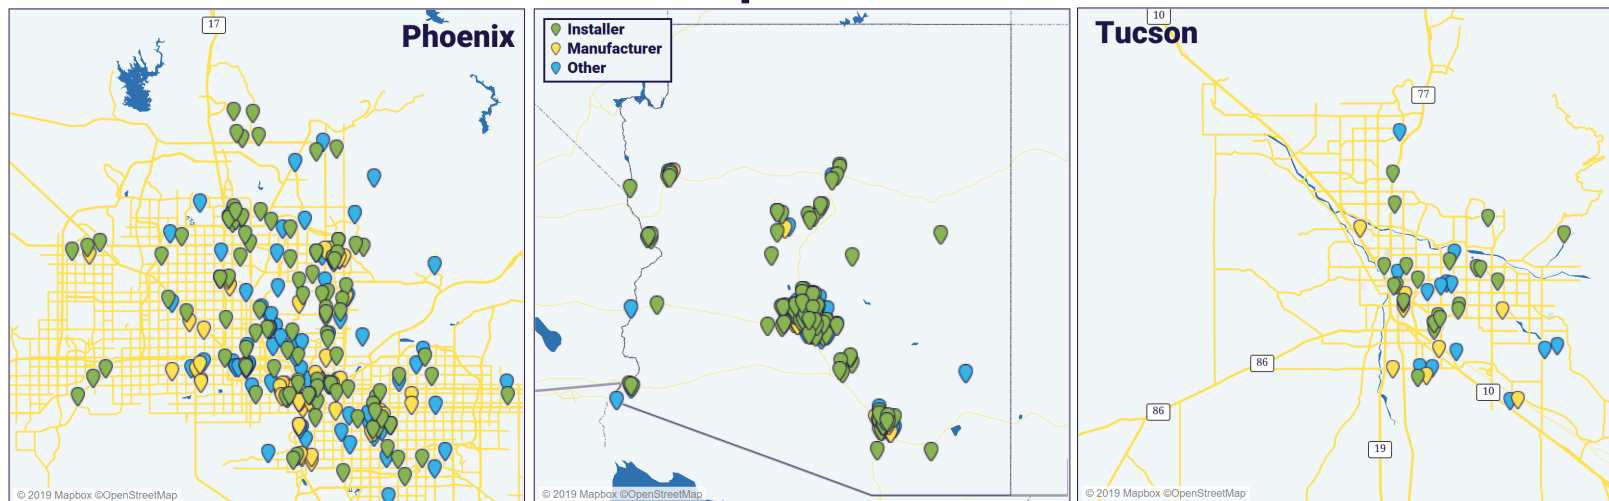 17
Phoenix
© 2019 Mapbox ©OpenStreetMap
Installer
Manufacturer
Other
© 2019 Mapbox ©OpenStreetMap
10
Tucson
77
86
10
86
19
© 2019 Mapbox ©OpenStreetMap